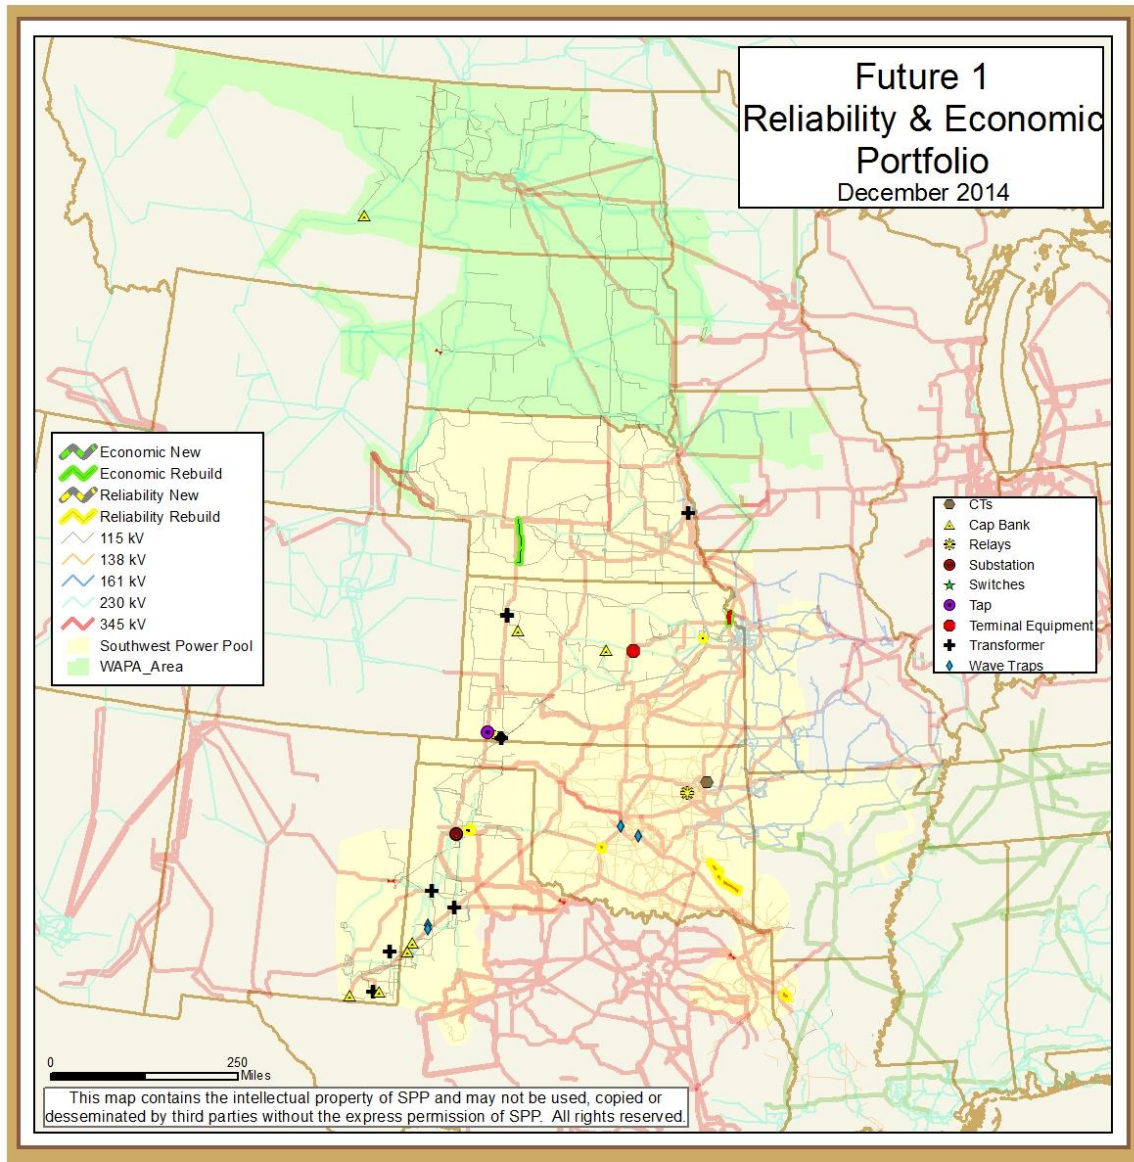 Future 1
Reliability & Economic
Portfolio
December 2014
Economic New
Economic Rebuild
Reliability New
Reliability Rebuild
115 kV
138 kV
161 kV
230 kV
345 kV
Southwest Power Pool
WAPA_Area
CTs
Cap Bank
Relays
Substation
Switches
Tap
Terminal Equipment
Transformer
Wave Traps
0 250
Miles
This map contains the intellectual property of SPP and may not be used, copied or
desseminated by third parties without the express permission of SPP. All rights reserved.